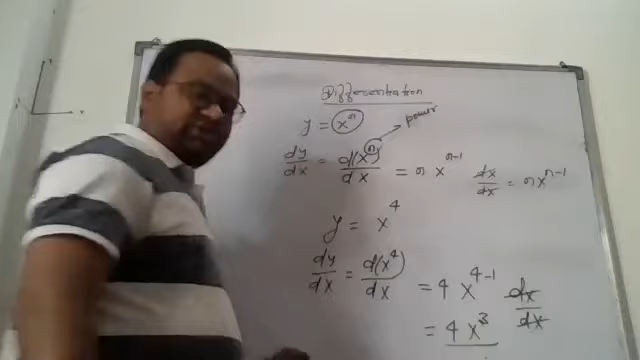 Differentiation
y = xⁿ
power
dy/dx = d(xⁿ)/dx = n xⁿ⁻¹
dx/dx = n xⁿ⁻¹
y = x⁴
dy/dx = d(x⁴)/dx = 4 x⁴⁻¹ dx/dx
= 4 x³